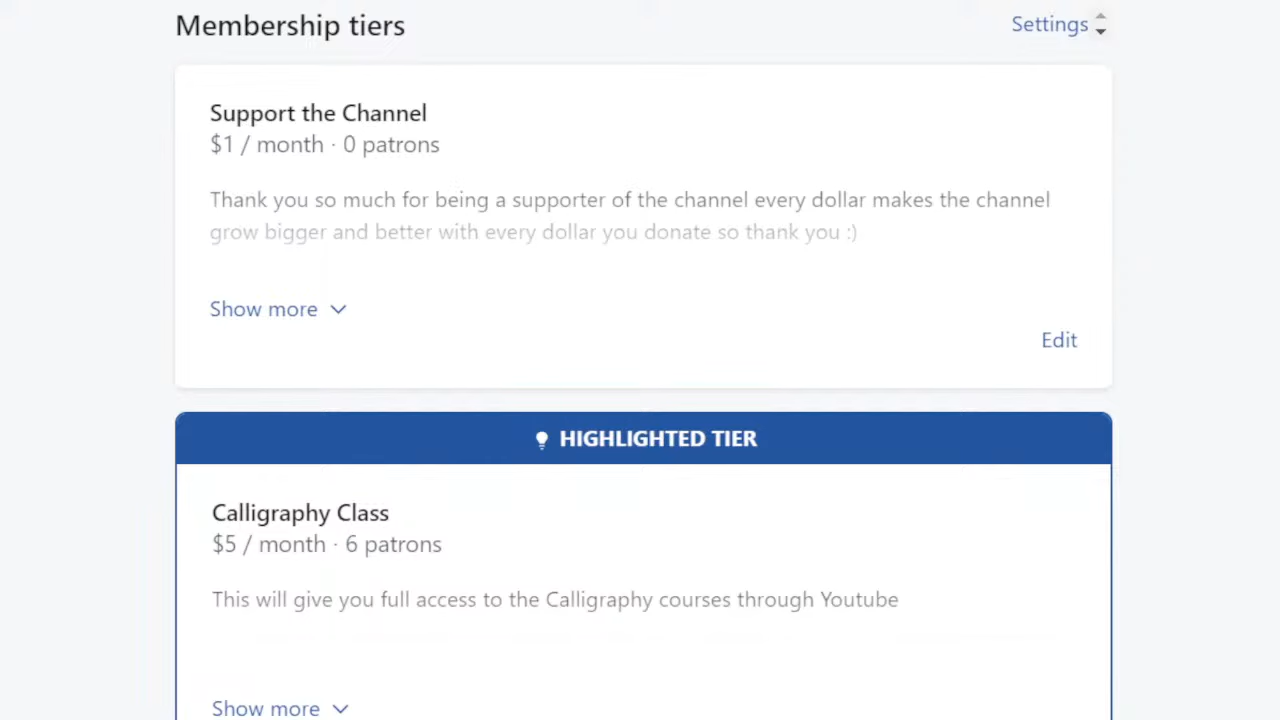 Membership tiers
Settings
Support the Channel
$1 / month · 0 patrons
Thank you so much for being a supporter of the channel every dollar makes the channel
grow bigger and better with every dollar you donate so thank you :)
Show more
Edit
HIGHLIGHTED TIER
Calligraphy Class
$5 / month · 6 patrons
This will give you full access to the Calligraphy courses through Youtube
Show more